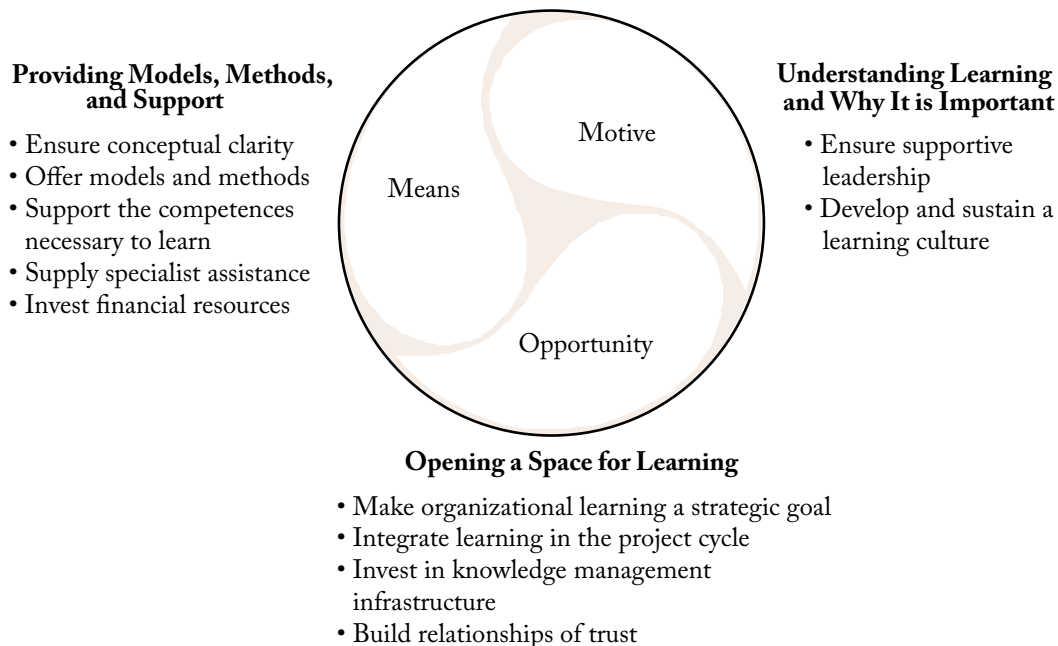 Providing Models, Methods,
and Support
• Ensure conceptual clarity
• Offer models and methods
• Support the competences
necessary to learn
• Supply specialist assistance
• Invest financial resources
Means
Motive
Opportunity
Understanding Learning
and Why It is Important
• Ensure supportive
leadership
• Develop and sustain a
learning culture
Opening a Space for Learning
• Make organizational learning a strategic goal
• Integrate learning in the project cycle
• Invest in knowledge management
infrastructure
• Build relationships of trust